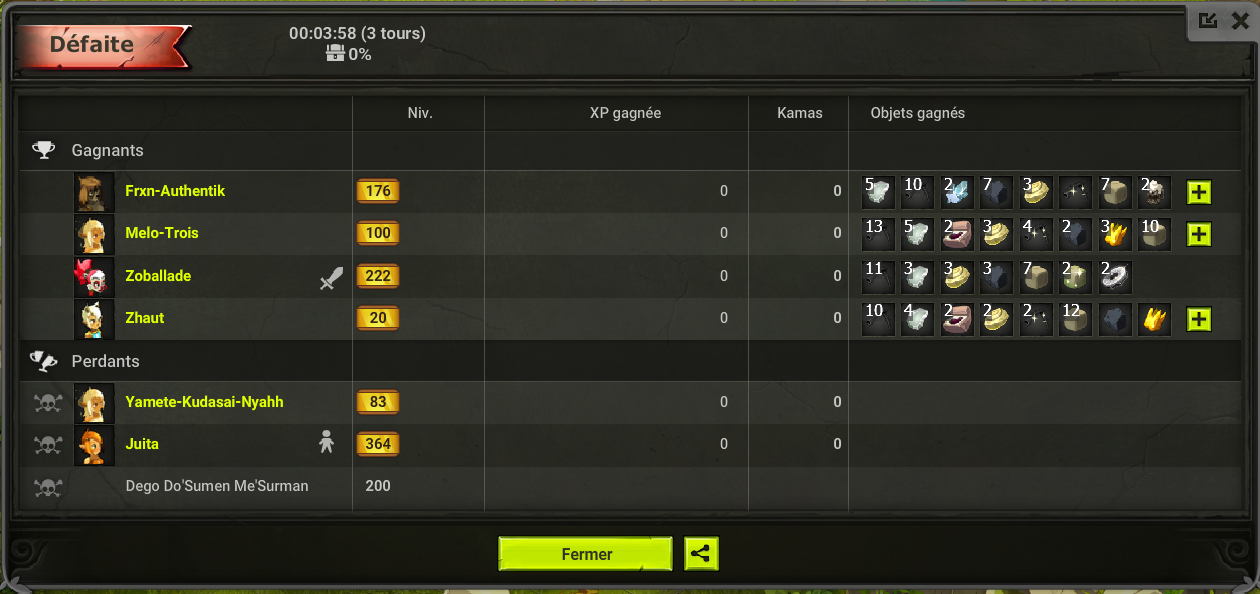 Défaite
00:03:58 (3 tours)
0%
Niv. XP gagnée Kamas Objets gagnés
Gagnants
Frxn-Authentik 176 0 0 5 10 2 7 3 7 2
Melo-Trois 100 0 0 13 5 2 3 4 2 3 10
Zoballade 222 0 0 11 3 3 3 7 2 2
Zhaut 20 0 0 10 4 2 2 2 12
Perdants
Yamete-Kudasai-Nyahh 83 0 0
Juita 364 0 0
Dego Do'Sumen Me'Surman 200
Fermer